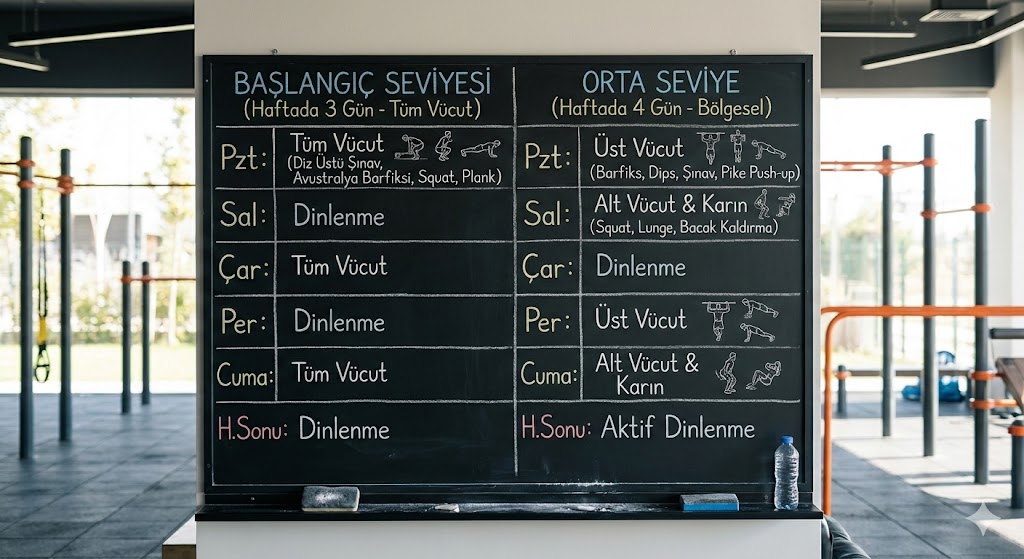 BAŞLANGIÇ SEVİYESİ
(Haftada 3 Gün - Tüm Vücut)
Pzt: Tüm Vücut
(Diz Üstü Şınav,
Avustralya Barfiksi, Squat, Plank)
Sal: Dinlenme
Çar: Tüm Vücut
Per: Dinlenme
Cuma: Tüm Vücut
H.Sonu: Dinlenme
ORTA SEVİYE
(Haftada 4 Gün - Bölgesel)
Pzt: Üst Vücut
(Barfiks, Dips, Şınav, Pike Push-up)
Sal: Alt Vücut & Karın
(Squat, Lunge, Bacak Kaldırma)
Çar: Dinlenme
Per: Üst Vücut
Cuma: Alt Vücut &
Karın
H.Sonu: Aktif Dinlenme